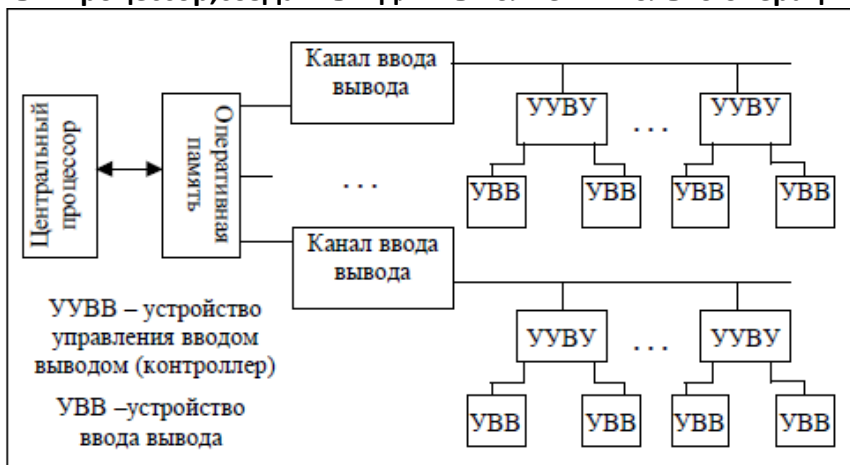 Канал ввода
вывода
Центральный
процессор
Оперативная
память
УУВУ
. . .
УУВУ
УВВ
УВВ
УВВ
УВВ
. . .
Канал ввода
вывода
УУВВ – устройство
управления вводом
выводом (контроллер)
УВВ –устройство
ввода вывода
УУВУ
. . .
УУВУ
УВВ
УВВ
УВВ
УВВ